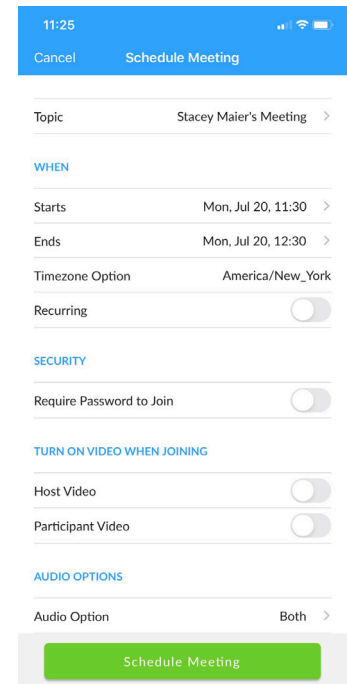 11:25
Cancel Schedule Meeting
Topic Stacey Maier's Meeting
WHEN
Starts Mon, Jul 20, 11:30
Ends Mon, Jul 20, 12:30
Timezone Option America/New_York
Recurring
SECURITY
Require Password to Join
TURN ON VIDEO WHEN JOINING
Host Video
Participant Video
AUDIO OPTIONS
Audio Option Both
Schedule Meeting